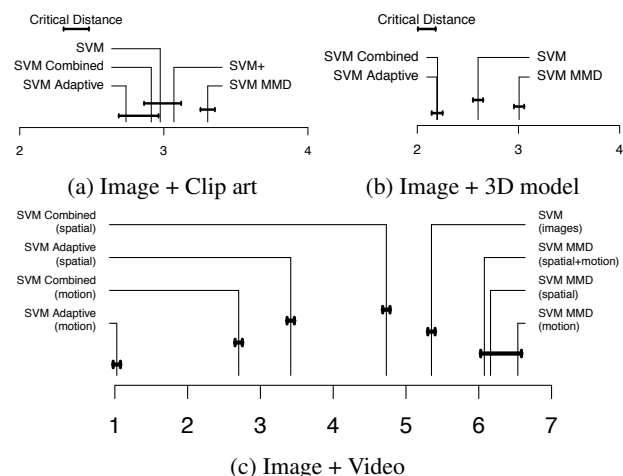 Critical Distance
SVM
SVM Combined
SVM Adaptive
SVM+
SVM MMD
2 3 4
(a) Image + Clip art
Critical Distance
SVM Combined
SVM Adaptive
SVM
SVM MMD
2 3 4
(b) Image + 3D model
SVM Combined
(spatial)
SVM Adaptive
(spatial)
SVM Combined
(motion)
SVM Adaptive
(motion)
SVM
(images)
SVM MMD
(spatial+motion)
SVM MMD
(spatial)
SVM MMD
(motion)
1 2 3 4 5 6 7
(c) Image + Video